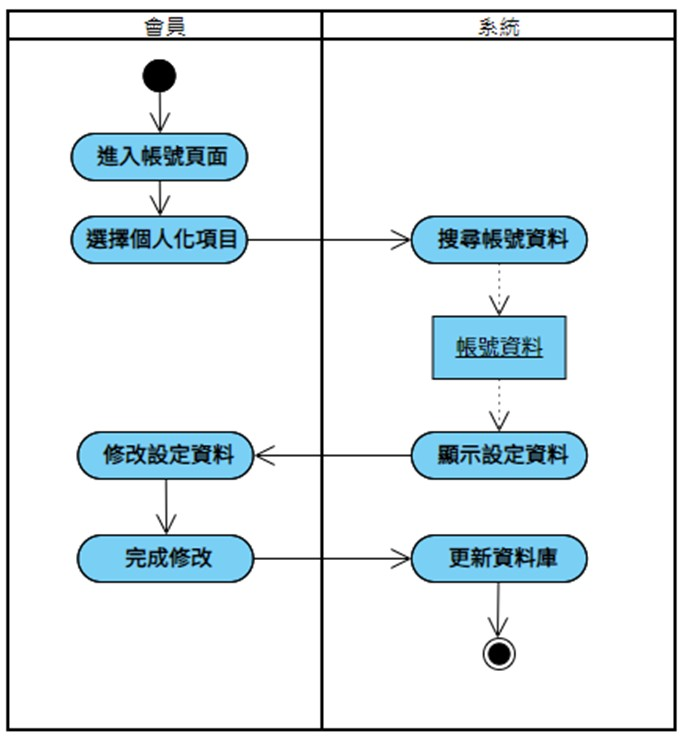 會員
系統
進入帳號頁面
選擇個人化項目
搜尋帳號資料
帳號資料
修改設定資料
顯示設定資料
完成修改
更新資料庫